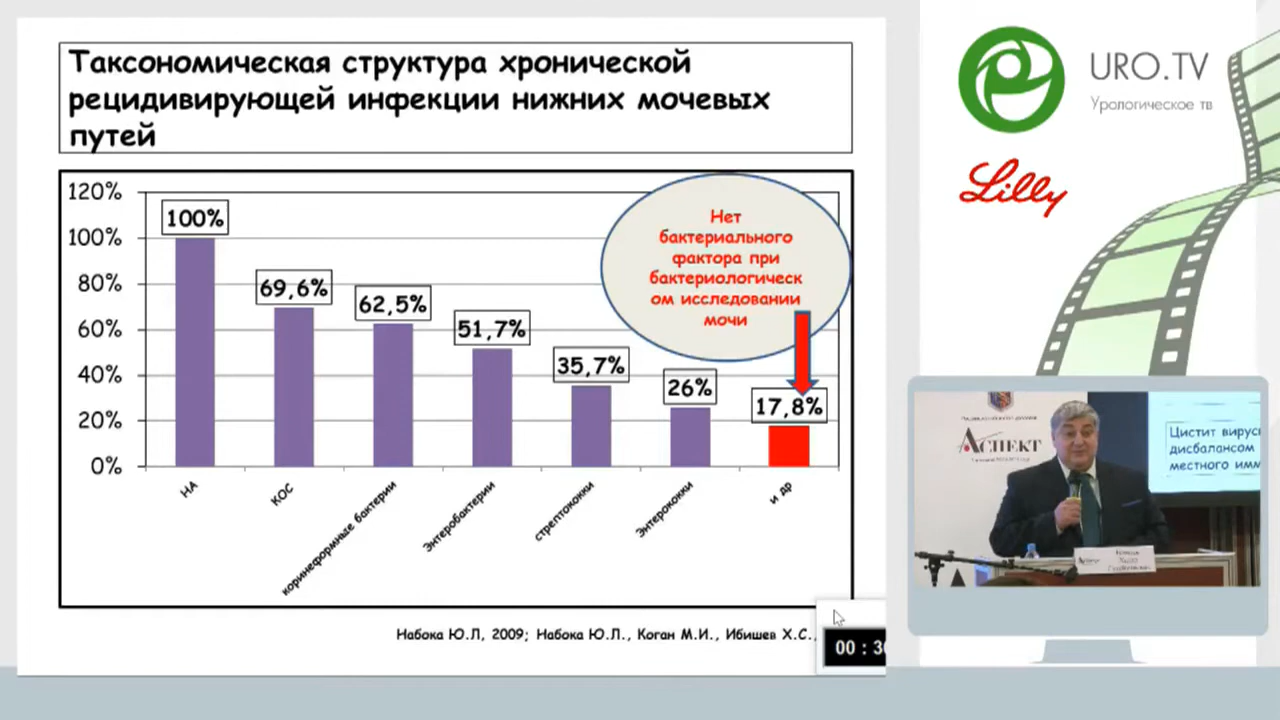 Таксономическая структура хронической
рецидивирующей инфекции нижних мочевых
путей
120%
100%
80%
60%
40%
20%
0%
100%
69,6%
62,5%
51,7%
35,7%
26%
17,8%
Нет
бактериального
фактора при
бактериологическ
ом исследовании
мочи
НА
КОС
коринеформные бактерии
Энтеробактерии
стрептококки
Энтерококки
и др
Набока Ю.Л, 2009; Набока Ю.Л., Коган М.И., Ибишев Х.С.,
00 : 30
URO.TV
Урологическое тв
Lilly
АСПЕКТ
Цистит вирус
дисбалансом
местного имм